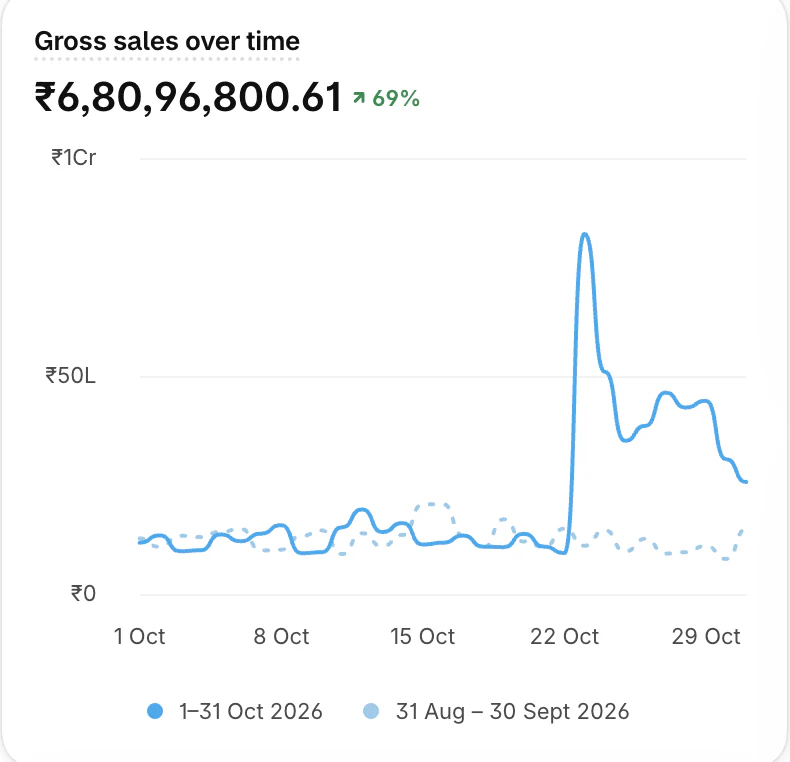 Gross sales over time
₹6,80,96,800.61 ↗ 69%
₹1Cr
₹50L
₹0
1 Oct 8 Oct 15 Oct 22 Oct 29 Oct
1–31 Oct 2026 31 Aug – 30 Sept 2026